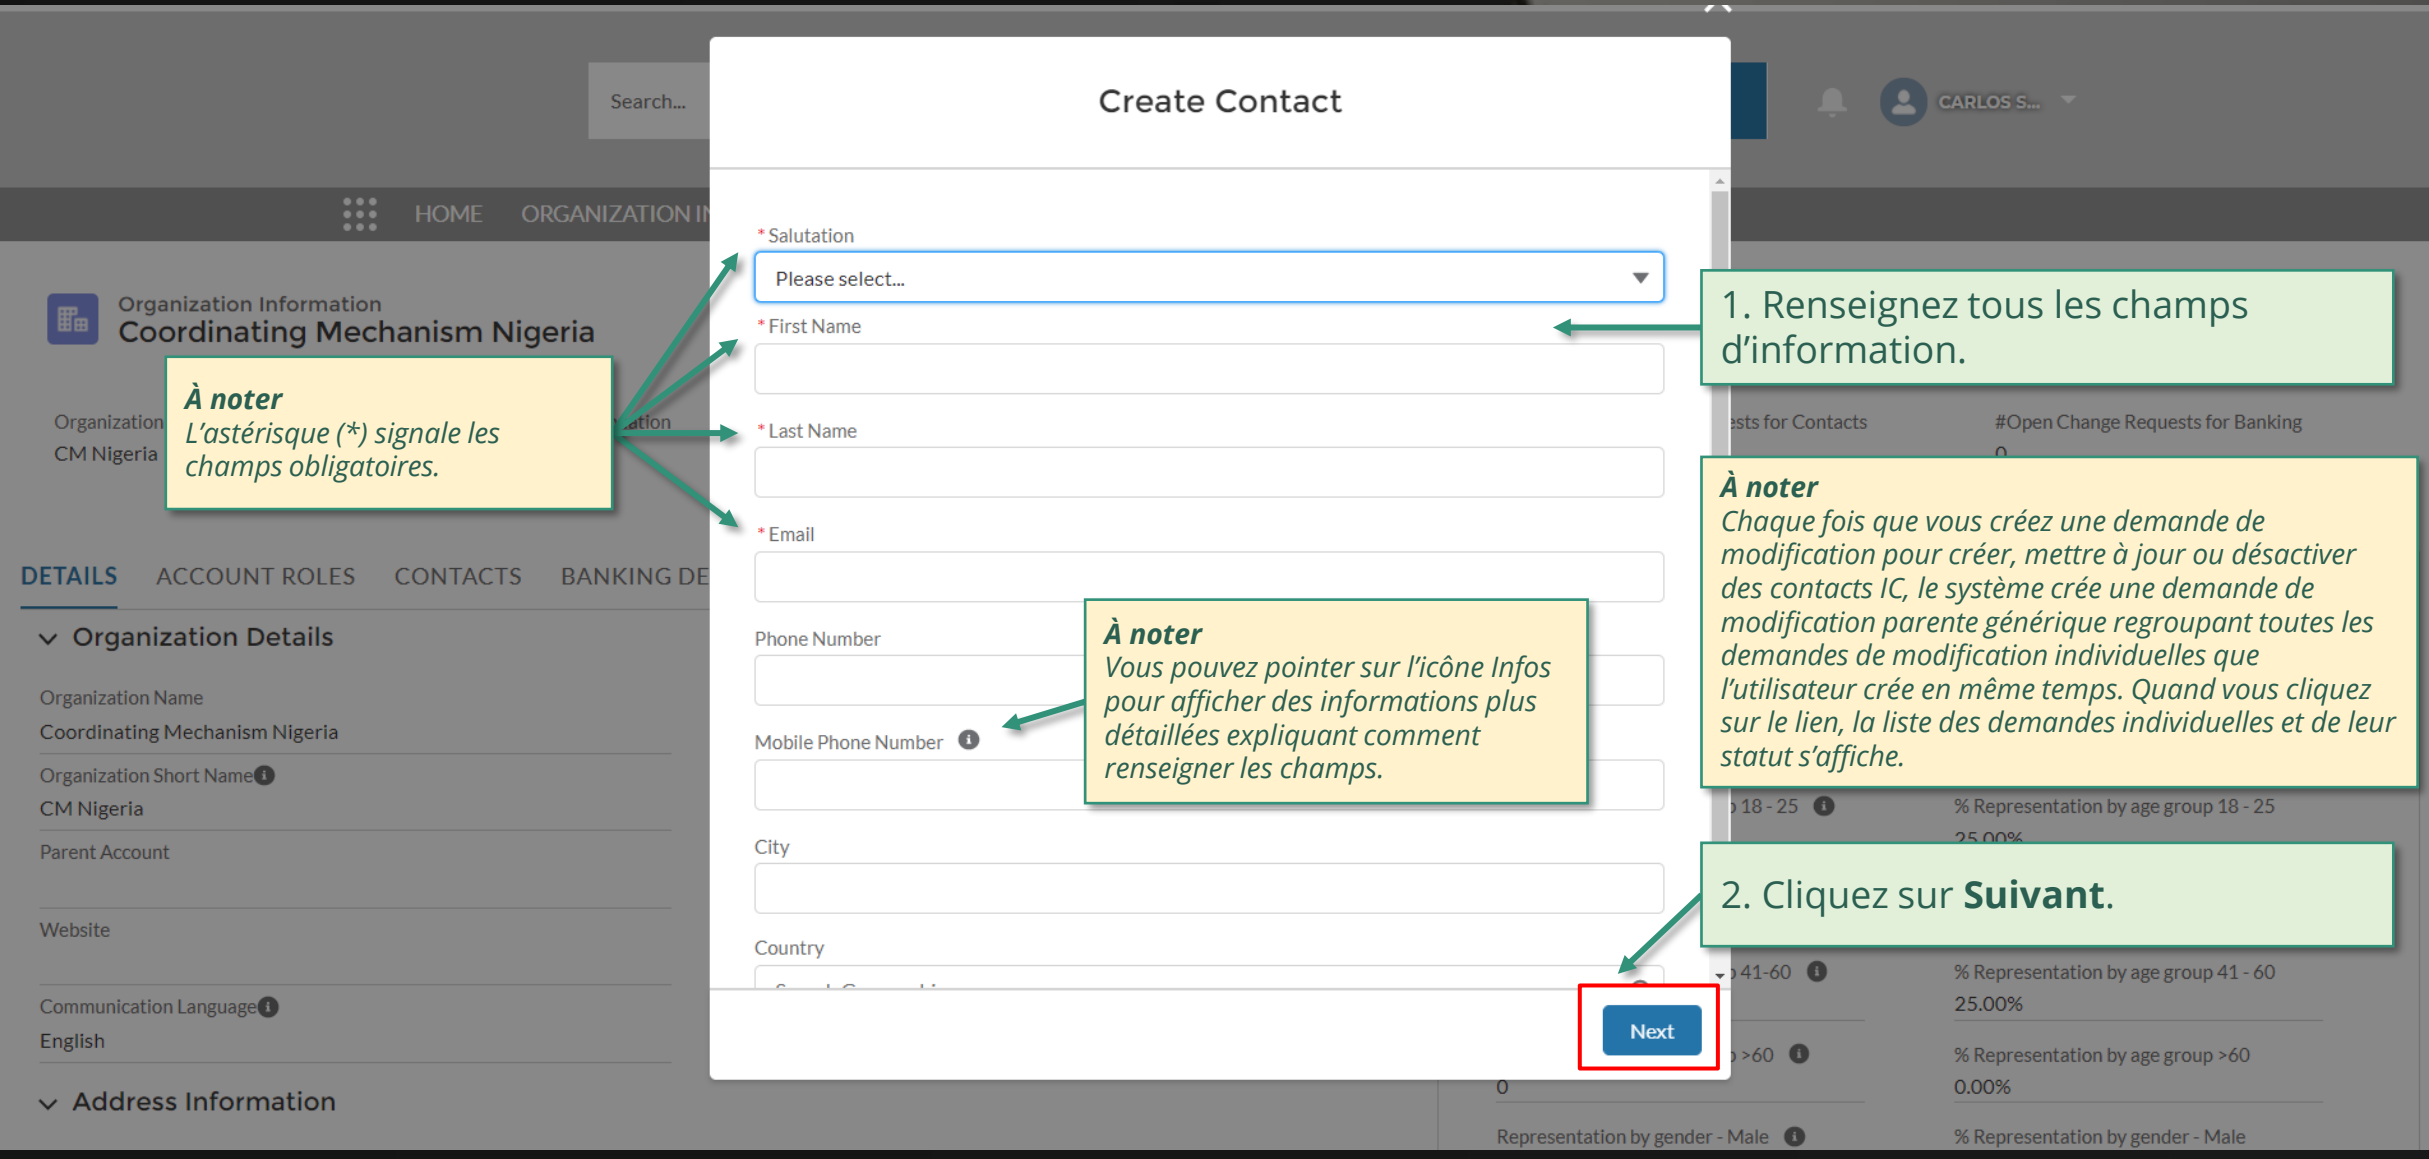 Create Contact
Search...
CARLOS S...
HOME
ORGANIZATION IN
Organization Information
Coordinating Mechanism Nigeria
Organization
CM Nigeria
ation
ests for Contacts
#Open Change Requests for Banking
0
À noter
L'astérisque (*) signale les
champs obligatoires.
DETAILS
ACCOUNT ROLES
CONTACTS
BANKING DE
Organization Details
Organization Name
Coordinating Mechanism Nigeria
Organization Short Name
CM Nigeria
Parent Account
Website
Communication Language
English
Address Information
* Salutation
Please select...
* First Name
* Last Name
* Email
Phone Number
Mobile Phone Number
City
Country
Next
À noter
Vous pouvez pointer sur l'icône Infos
pour afficher des informations plus
détaillées expliquant comment
renseigner les champs.
1. Renseignez tous les champs
d'information.
À noter
Chaque fois que vous créez une demande de
modification pour créer, mettre à jour ou désactiver
des contacts IC, le système crée une demande de
modification parente générique regroupant toutes les
demandes de modification individuelles que
l'utilisateur crée en même temps. Quand vous cliquez
sur le lien, la liste des demandes individuelles et de leur
statut s'affiche.
18 - 25
% Representation by age group 18 - 25
25.00%
2. Cliquez sur Suivant.
41-60
% Representation by age group 41 - 60
25.00%
>60
0
% Representation by age group >60
0.00%
Representation by gender - Male
% Representation by gender - Male